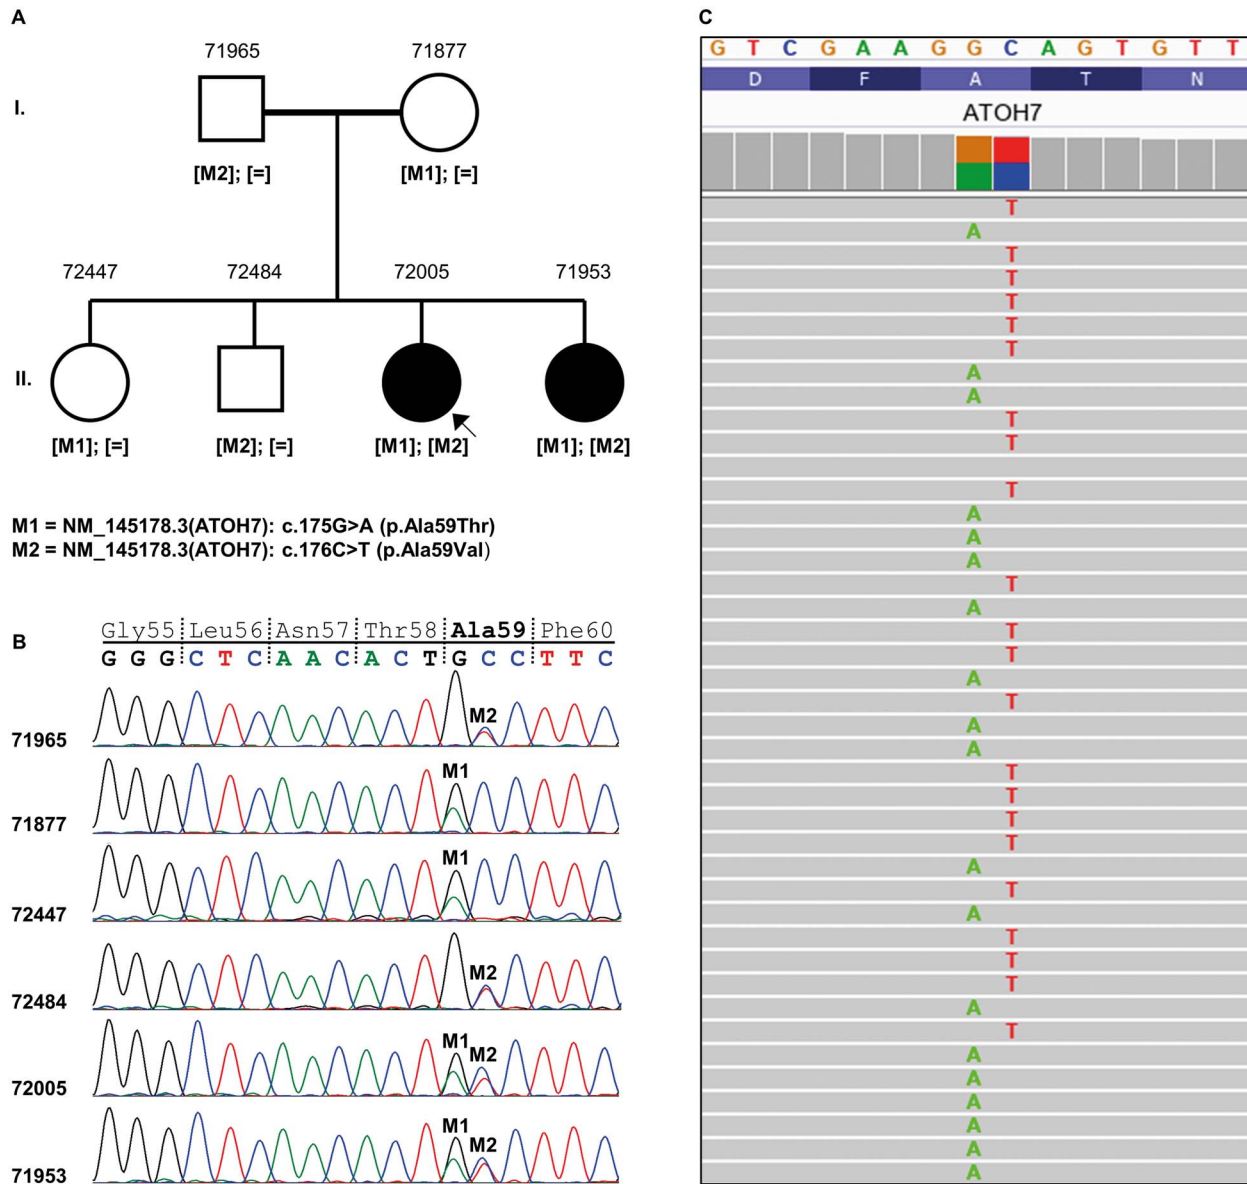 A
71965 71877
I.
[M2]; [=] [M1]; [=]
72447 72484 72005 71953
II.
[M1]; [=] [M2]; [=] [M1]; [M2] [M1]; [M2]
M1 = NM_145178.3(ATOH7): c.175G>A (p.Ala59Thr)
M2 = NM_145178.3(ATOH7): c.176C>T (p.Ala59Val)
B
Gly55 Leu56 Asn57 Thr58 Ala59 Phe60
G G G C T C A A C A C T G C C T T C
M2
71965
M1
71877
M1
72447
M2
72484
M1 M2
72005
M1 M2
71953
C
G T C G A A G G C A G T G T T
D F A T N
ATOH7
T
A
T
T
T
T
T
A
A
T
T
T
A
A
A
T
A
T
T
A
T
A
A
T
T
T
T
A
T
A
T
T
T
A
T
A
A
A
A
A
A